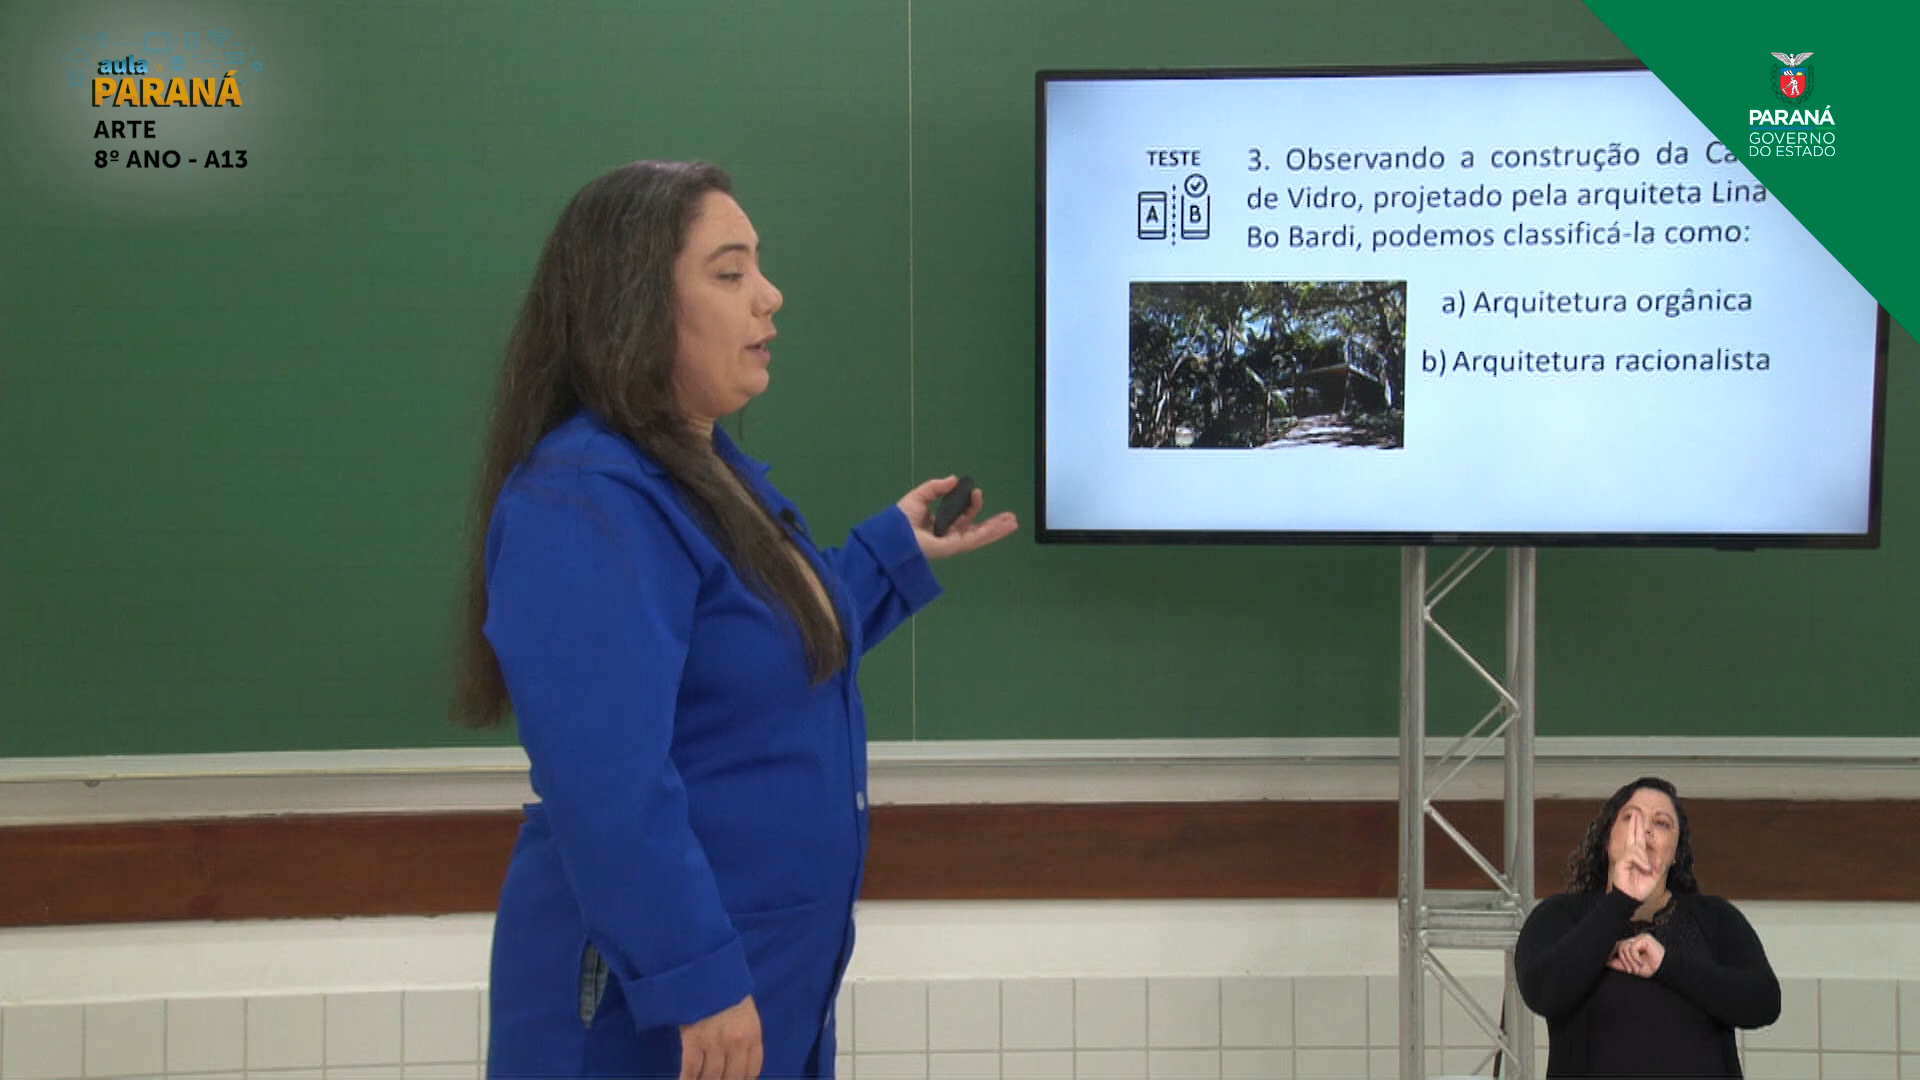 aula
PARANÁ
ARTE
8º ANO - A13
PARANÁ
GOVERNO
DO ESTADO
TESTE
A B
3. Observando a construção da
de Vidro, projetado pela arquiteta Lina
Bo Bardi, podemos classificá-la como:
a) Arquitetura orgânica
b) Arquitetura racionalista